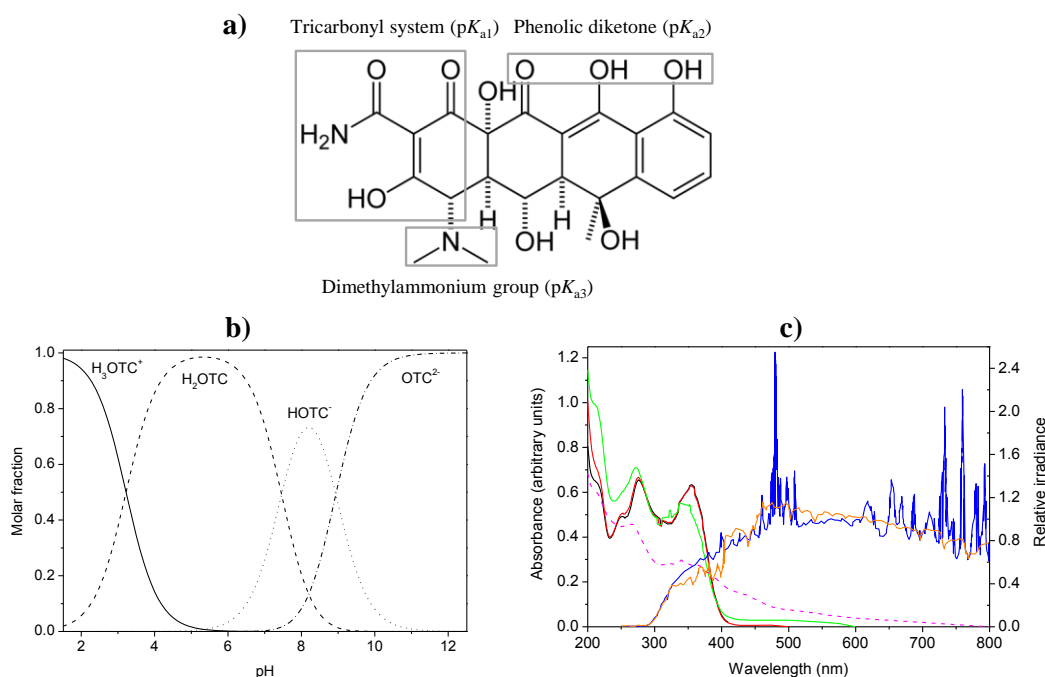 a)
Tricarbonyl system (pKa1) Phenolic diketone (pKa2)
O O OH O OH OH
H2N
HO
H H
N OH OH
Dimethylammonium group (pKa3)
b)
H3OTC+ H2OTC HOTC- OTC2-
1.0
0.8
0.6
0.4
0.2
0.0
Molar fraction
2 4 6 8 10 12
pH
c)
1.2
1.0
0.8
0.6
0.4
0.2
0.0
Absorbance (arbitrary units)
2.4
2.0
1.6
1.2
0.8
0.4
0.0
Relative irradiance
200 300 400 500 600 700 800
Wavelength (nm)